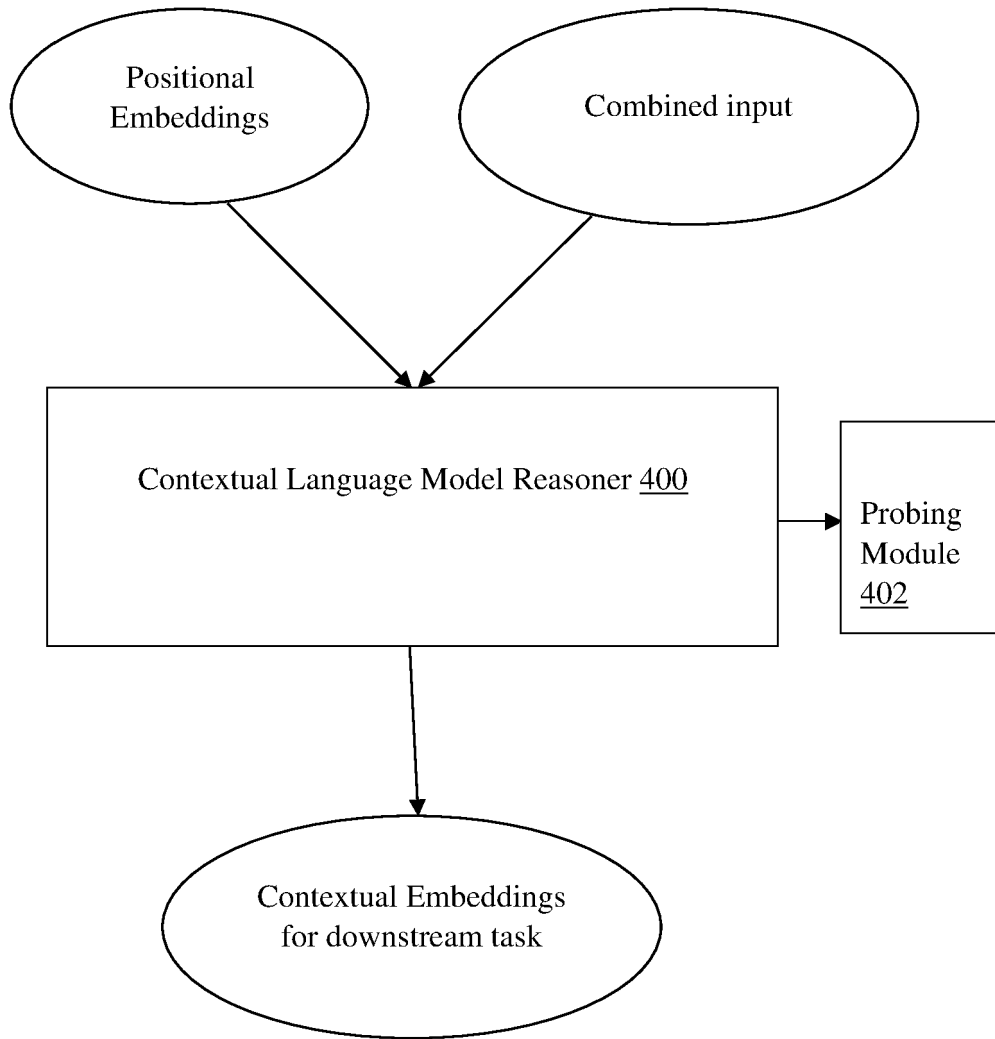 Positional
Embeddings
Combined input
Contextual Language Model Reasoner 400
Probing
Module
402
Contextual Embeddings
for downstream task